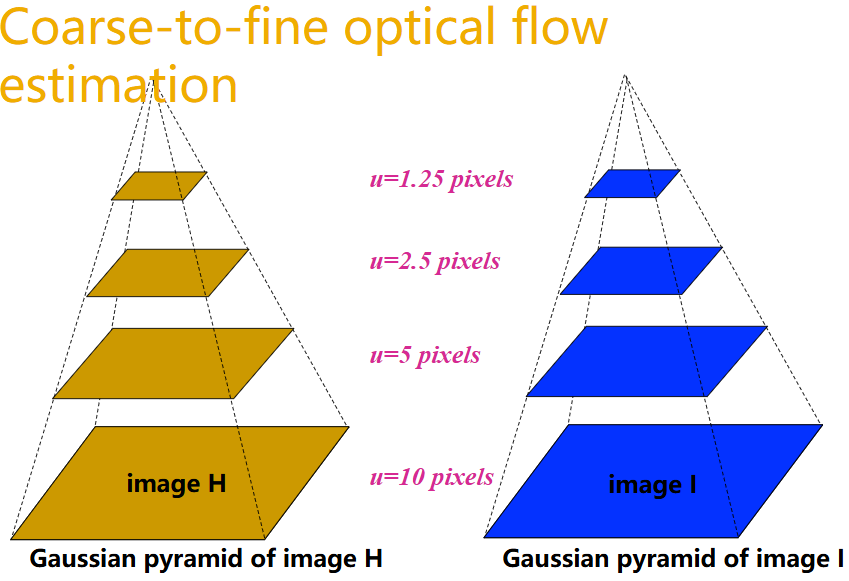 Coarse-to-fine optical flow
estimation
u=1.25 pixels
u=2.5 pixels
u=5 pixels
u=10 pixels
image H
image I
Gaussian pyramid of image H
Gaussian pyramid of image I